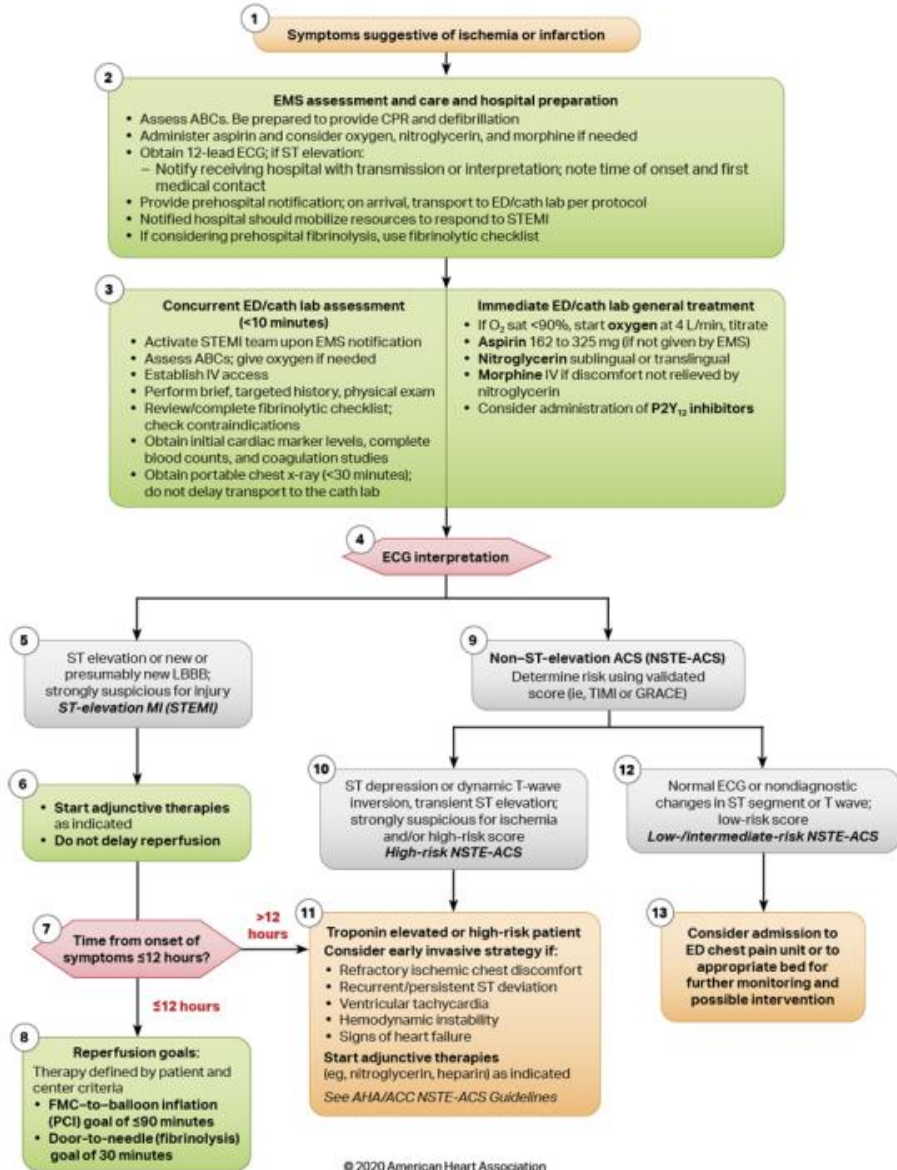 1
Symptoms suggestive of ischemia or infarction
2
EMS assessment and care and hospital preparation
• Assess ABCs. Be prepared to provide CPR and defibrillation
• Administer aspirin and consider oxygen, nitroglycerin, and morphine if needed
• Obtain 12-lead ECG; if ST elevation:
– Notify receiving hospital with transmission or interpretation; note time of onset and first
medical contact
• Provide prehospital notification; on arrival, transport to ED/cath lab per protocol
• Notified hospital should mobilize resources to respond to STEMI
• If considering prehospital fibrinolysis, use fibrinolytic checklist
3
Concurrent ED/cath lab assessment
(<10 minutes)
• Activate STEMI team upon EMS notification
• Assess ABCs; give oxygen if needed
• Establish IV access
• Perform brief, targeted history, physical exam
• Review/complete fibrinolytic checklist;
check contraindications
• Obtain initial cardiac marker levels, complete
blood counts, and coagulation studies
• Obtain portable chest x-ray (<30 minutes);
do not delay transport to the cath lab
Immediate ED/cath lab general treatment
• If O₂ sat <90%, start oxygen at 4 L/min, titrate
• Aspirin 162 to 325 mg (if not given by EMS)
• Nitroglycerin sublingual or translingual
• Morphine IV if discomfort not relieved by
nitroglycerin
• Consider administration of P2Y₁₂ inhibitors
4
ECG interpretation
5
ST elevation or new or
presumably new LBBB;
strongly suspicious for injury
ST-elevation MI (STEMI)
6
• Start adjunctive therapies
as indicated
• Do not delay reperfusion
7
Time from onset of
symptoms ≤12 hours?
>12
hours
≤12 hours
8
Reperfusion goals:
Therapy defined by patient and
center criteria
• FMC–to–balloon inflation
(PCI) goal of ≤90 minutes
• Door-to-needle (fibrinolysis)
goal of 30 minutes
9
Non–ST-elevation ACS (NSTE-ACS)
Determine risk using validated
score (ie, TIMI or GRACE)
10
ST depression or dynamic T-wave
inversion, transient ST elevation;
strongly suspicious for ischemia
and/or high-risk score
High-risk NSTE-ACS
11
Troponin elevated or high-risk patient
Consider early invasive strategy if:
• Refractory ischemic chest discomfort
• Recurrent/persistent ST deviation
• Ventricular tachycardia
• Hemodynamic instability
• Signs of heart failure
Start adjunctive therapies
(eg, nitroglycerin, heparin) as indicated
See AHA/ACC NSTE-ACS Guidelines
12
Normal ECG or nondiagnostic
changes in ST segment or T wave;
low-risk score
Low-/intermediate-risk NSTE-ACS
13
Consider admission to
ED chest pain unit or to
appropriate bed for
further monitoring and
possible intervention
© 2020 American Heart Association